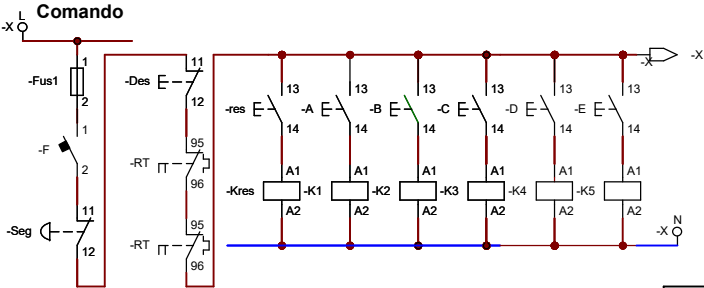 Comando
L
-X
-X
-X
1
-Fus1
2
1
-F
2
11
-Seg
12
11
-Des
12
95
-RT
96
95
-RT
96
13 13 13 13 13 13
-res -A -B -C -D -E
14 14 14 14 14 14
A1 A1 A1 A1 A1 A1
-Kres -K1 -K2 -K3 -K4 -K5
A2 A2 A2 A2 A2 A2
N
-X